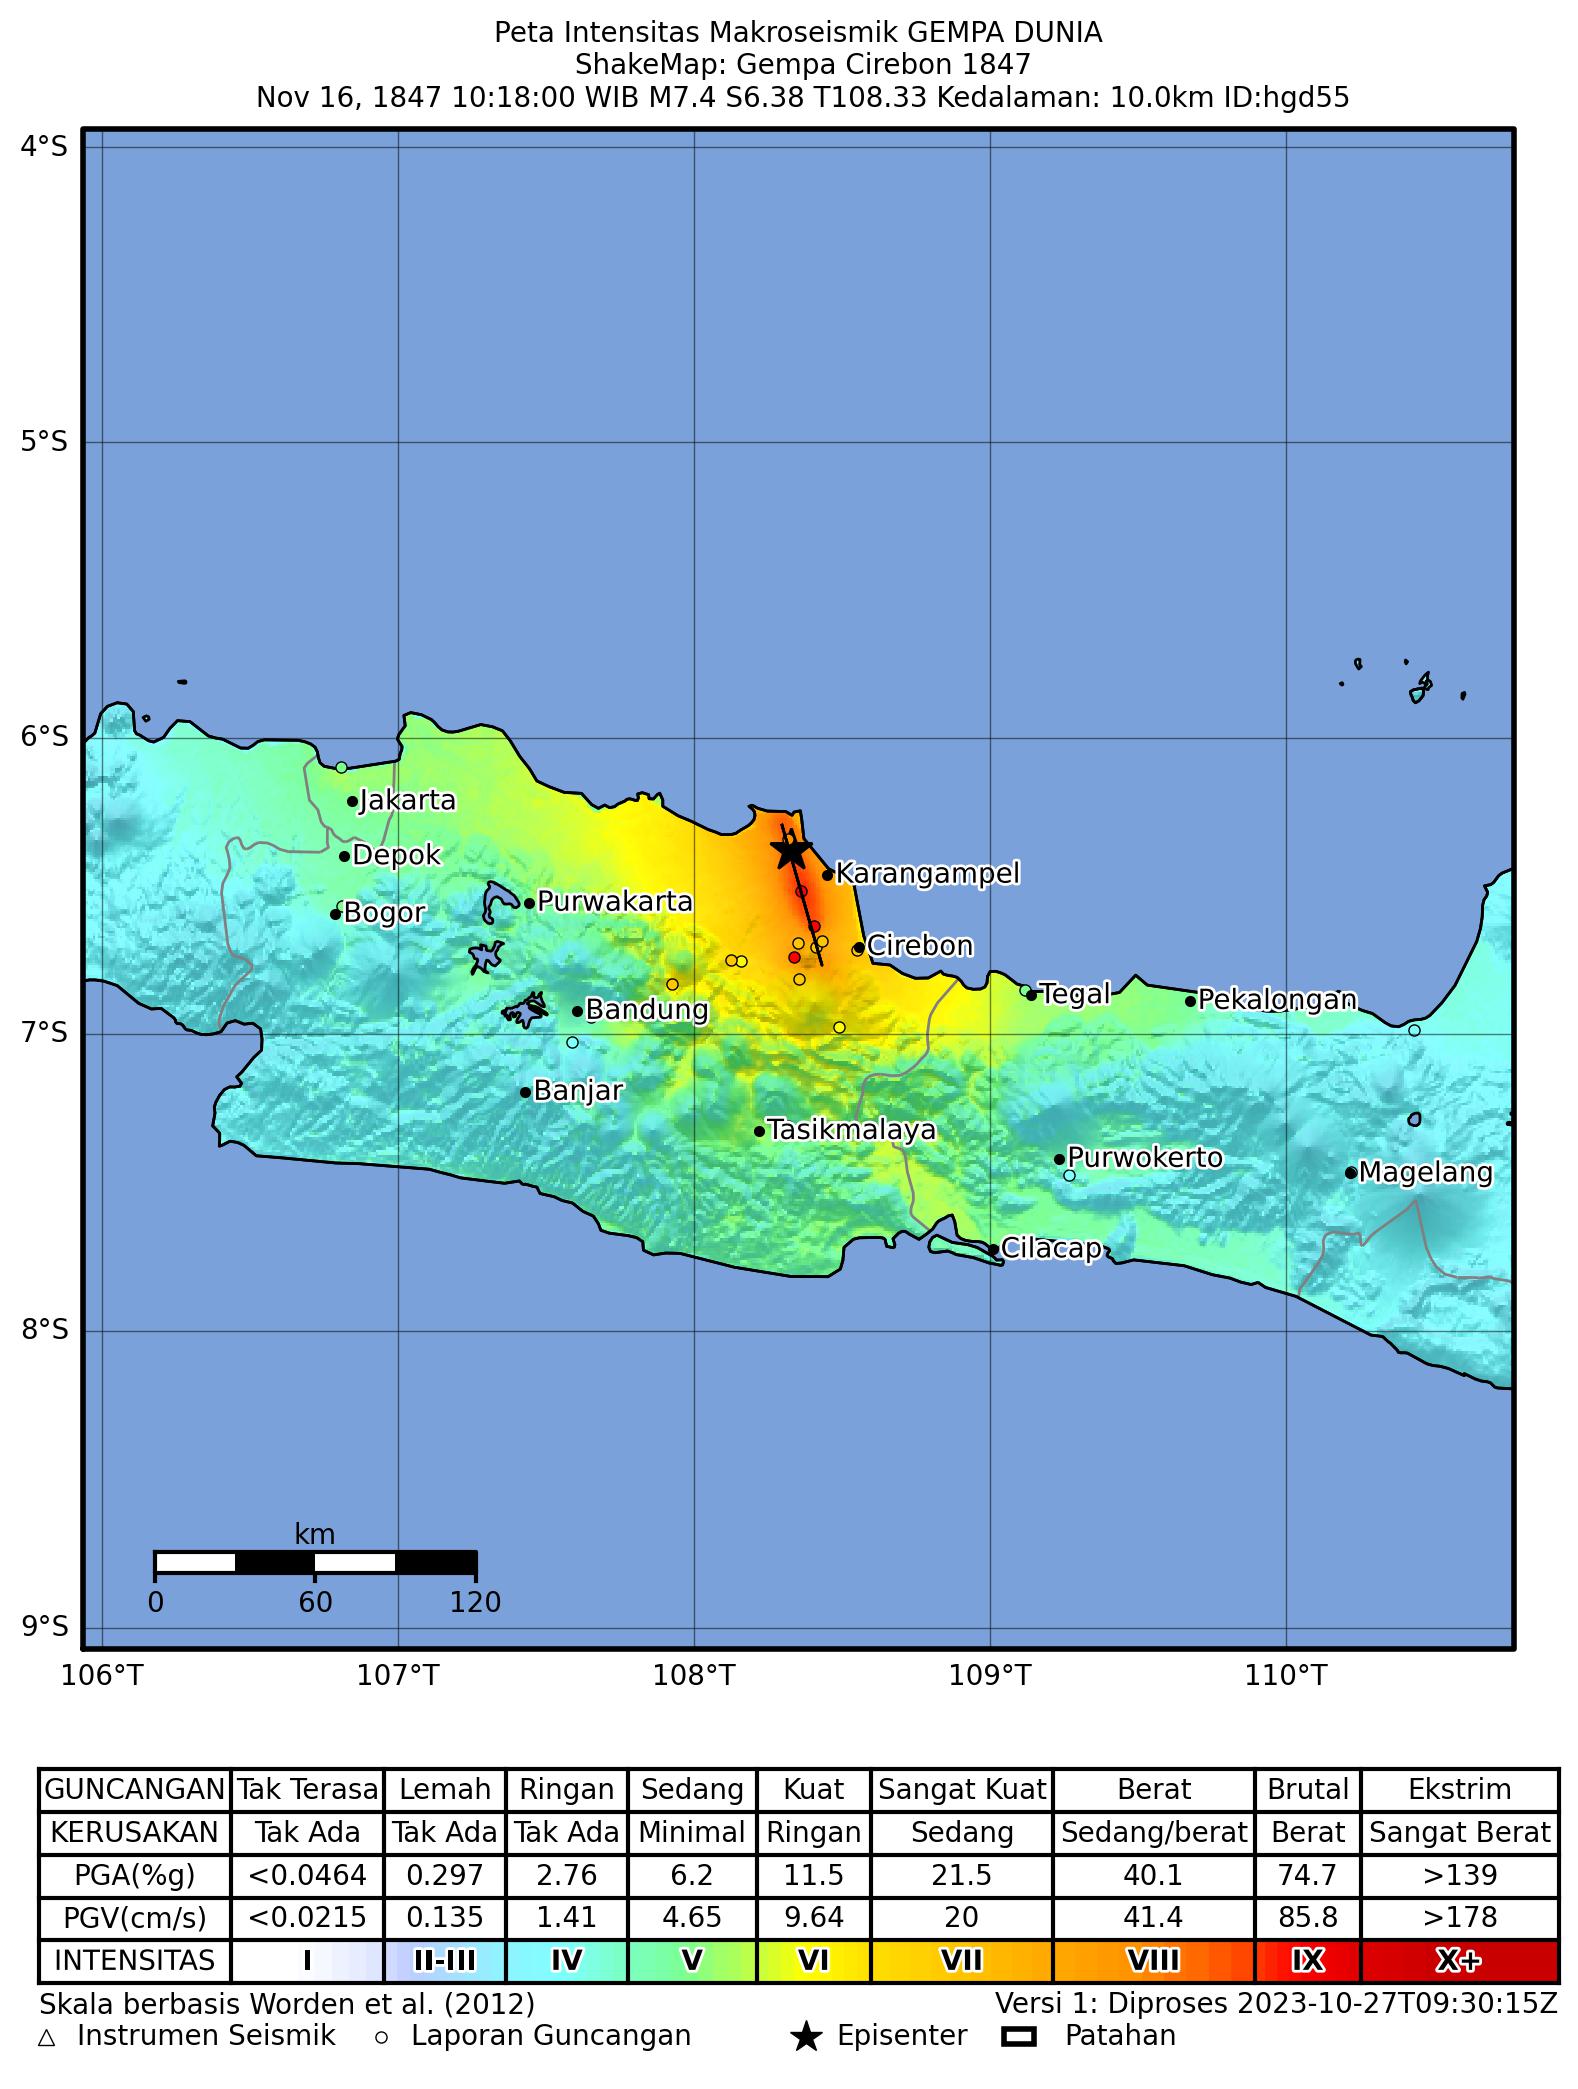 Peta Intensitas Makroseismik GEMPA DUNIA
ShakeMap: Gempa Cirebon 1847
Nov 16, 1847 10:18:00 WIB M7.4 S6.38 T108.33 Kedalaman: 10.0km ID:hgd55
4°S
5°S
6°S
Jakarta
Depok
Karangampel
Purwakarta
Bogor
Cirebon
Tegal
Pekalongan
Bandung
7°S
Banjar
Tasikmalaya
Purwokerto
Magelang
Cilacap
8°S
km
0 60 120
9°S
106°T 107°T 108°T 109°T 110°T
GUNCANGAN Tak Terasa Lemah Ringan Sedang Kuat Sangat Kuat Berat Brutal Ekstrim
KERUSAKAN Tak Ada Tak Ada Tak Ada Minimal Ringan Sedang Sedang/berat Berat Sangat Berat
PGA(%g) <0.0464 0.297 2.76 6.2 11.5 21.5 40.1 74.7 >139
PGV(cm/s) <0.0215 0.135 1.41 4.65 9.64 20 41.4 85.8 >178
INTENSITAS I II-III IV V VI VII VIII IX X+
Skala berbasis Worden et al. (2012) Versi 1: Diproses 2023-10-27T09:30:15Z
Instrumen Seismik Laporan Guncangan Episenter Patahan